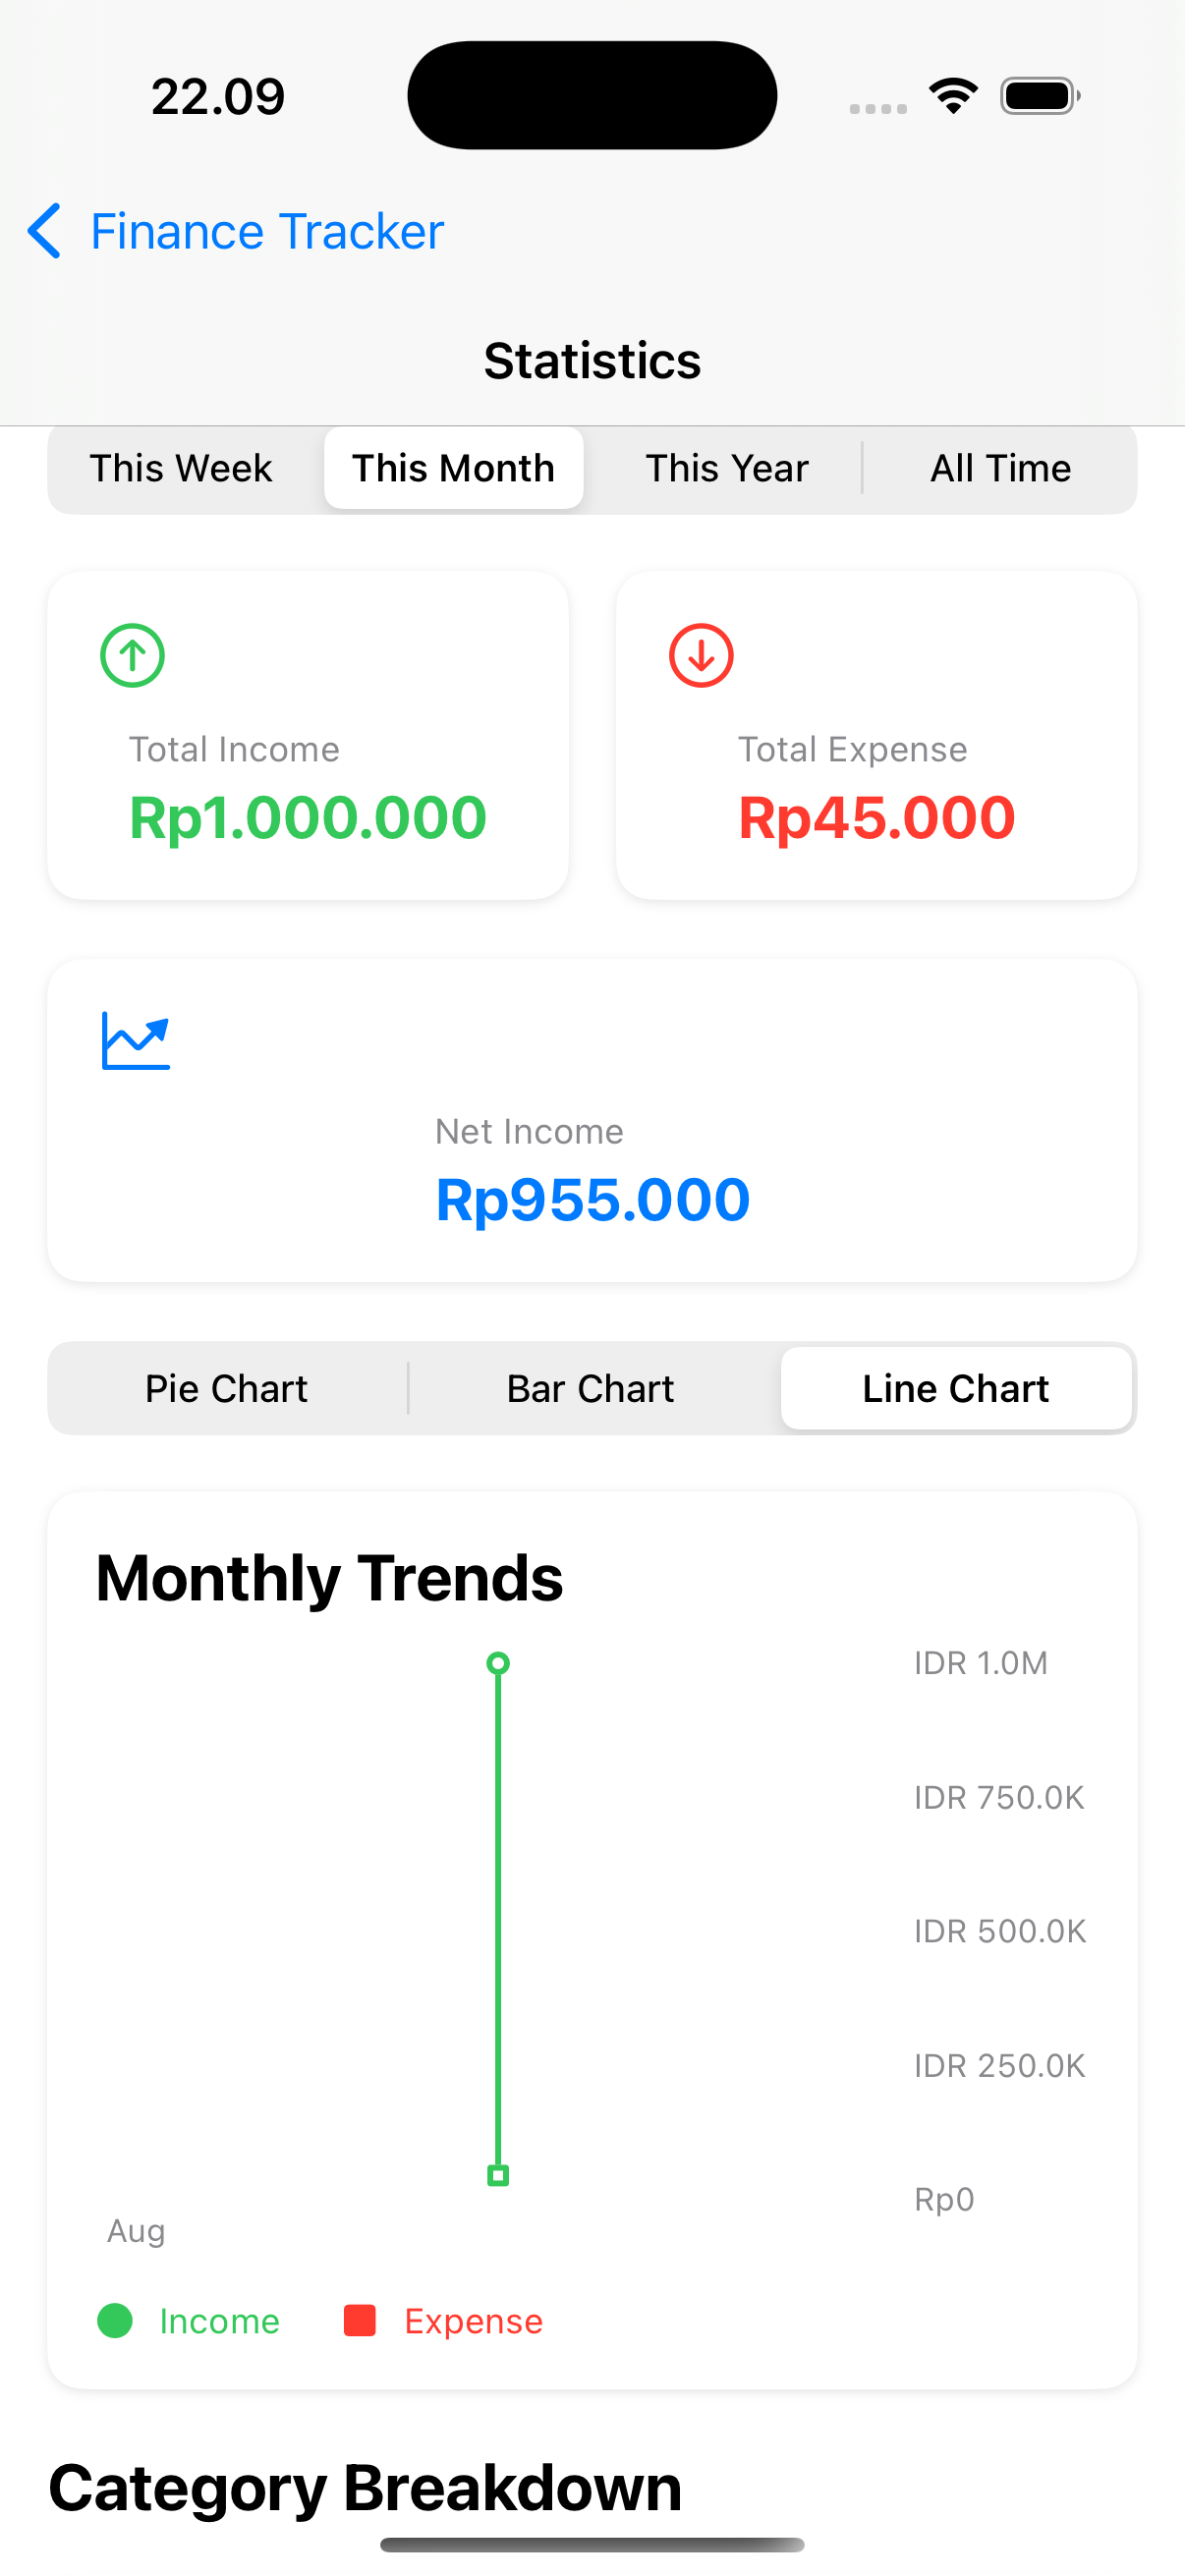 22.09
Finance Tracker
Statistics
This Week This Month This Year All Time
Total Income
Rp1.000.000
Total Expense
Rp45.000
Net Income
Rp955.000
Pie Chart Bar Chart Line Chart
Monthly Trends
IDR 1.0M
IDR 750.0K
IDR 500.0K
IDR 250.0K
Rp0
Aug
Income Expense
Category Breakdown